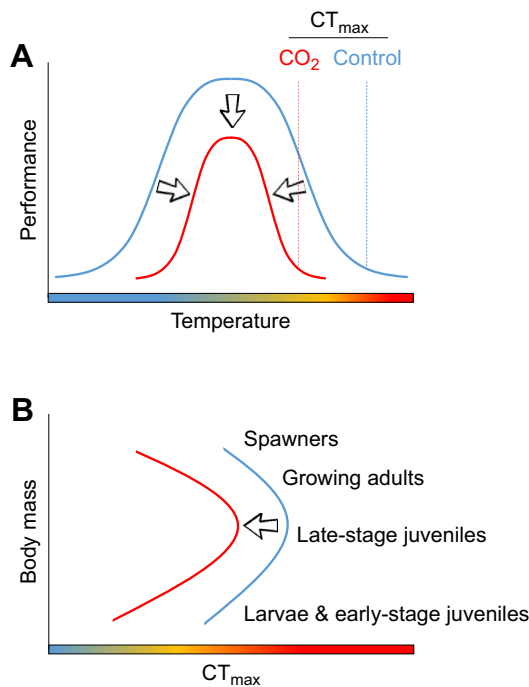 CTmax
A
CO2 Control
Performance
Temperature
B
Spawners
Growing adults
Late-stage juveniles
Larvae & early-stage juveniles
Body mass
CTmax